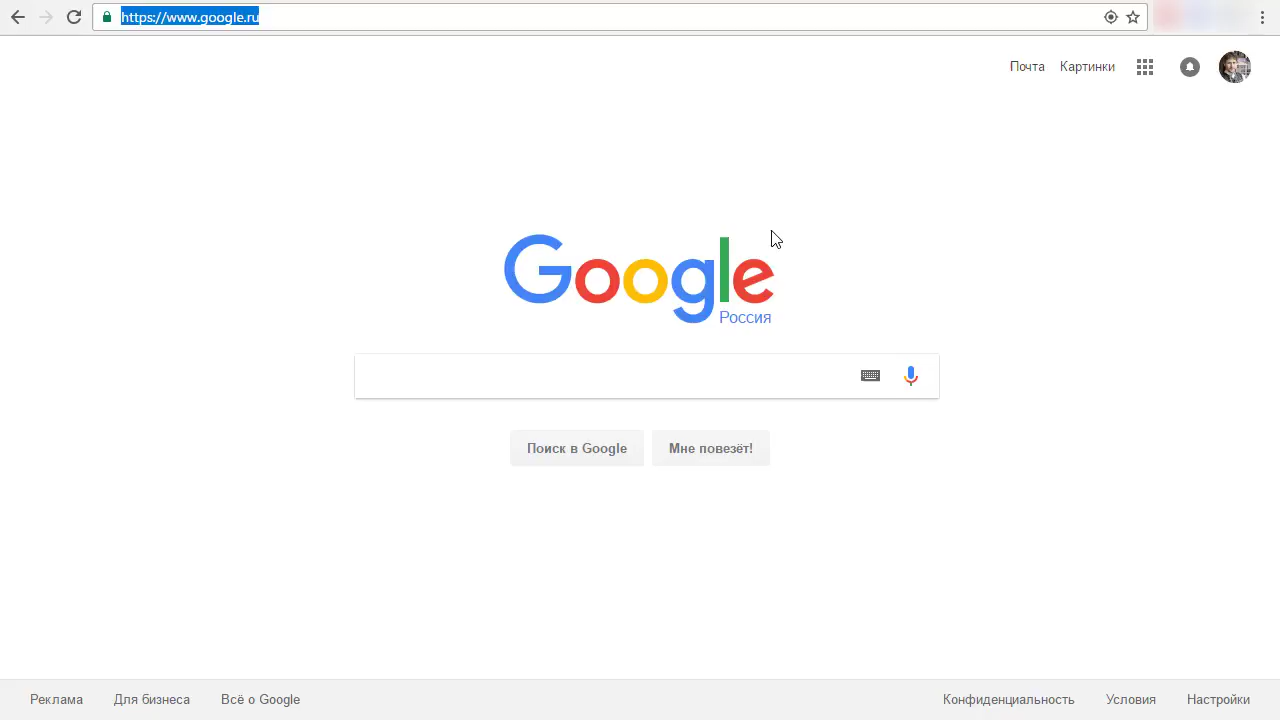 https://www.google.ru
Почта Картинки
Google
Россия
Поиск в Google Мне повезёт!
Реклама Для бизнеса Всё о Google Конфиденциальность Условия Настройки